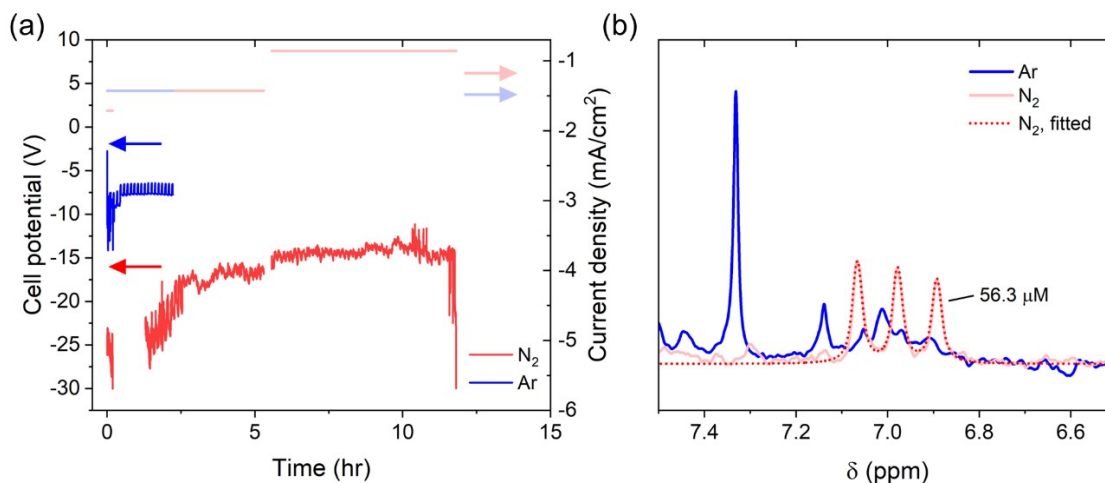 (a)
10
5
0
-5
-10
-15
-20
-25
-30
Cell potential (V)
0
5
10
15
Time (hr)
-1
-2
-3
-4
-5
-6
Current density (mA/cm²)
N₂
Ar
(b)
Ar
N₂
N₂, fitted
56.3 μM
7.4
7.2
7.0
6.8
6.6
δ (ppm)